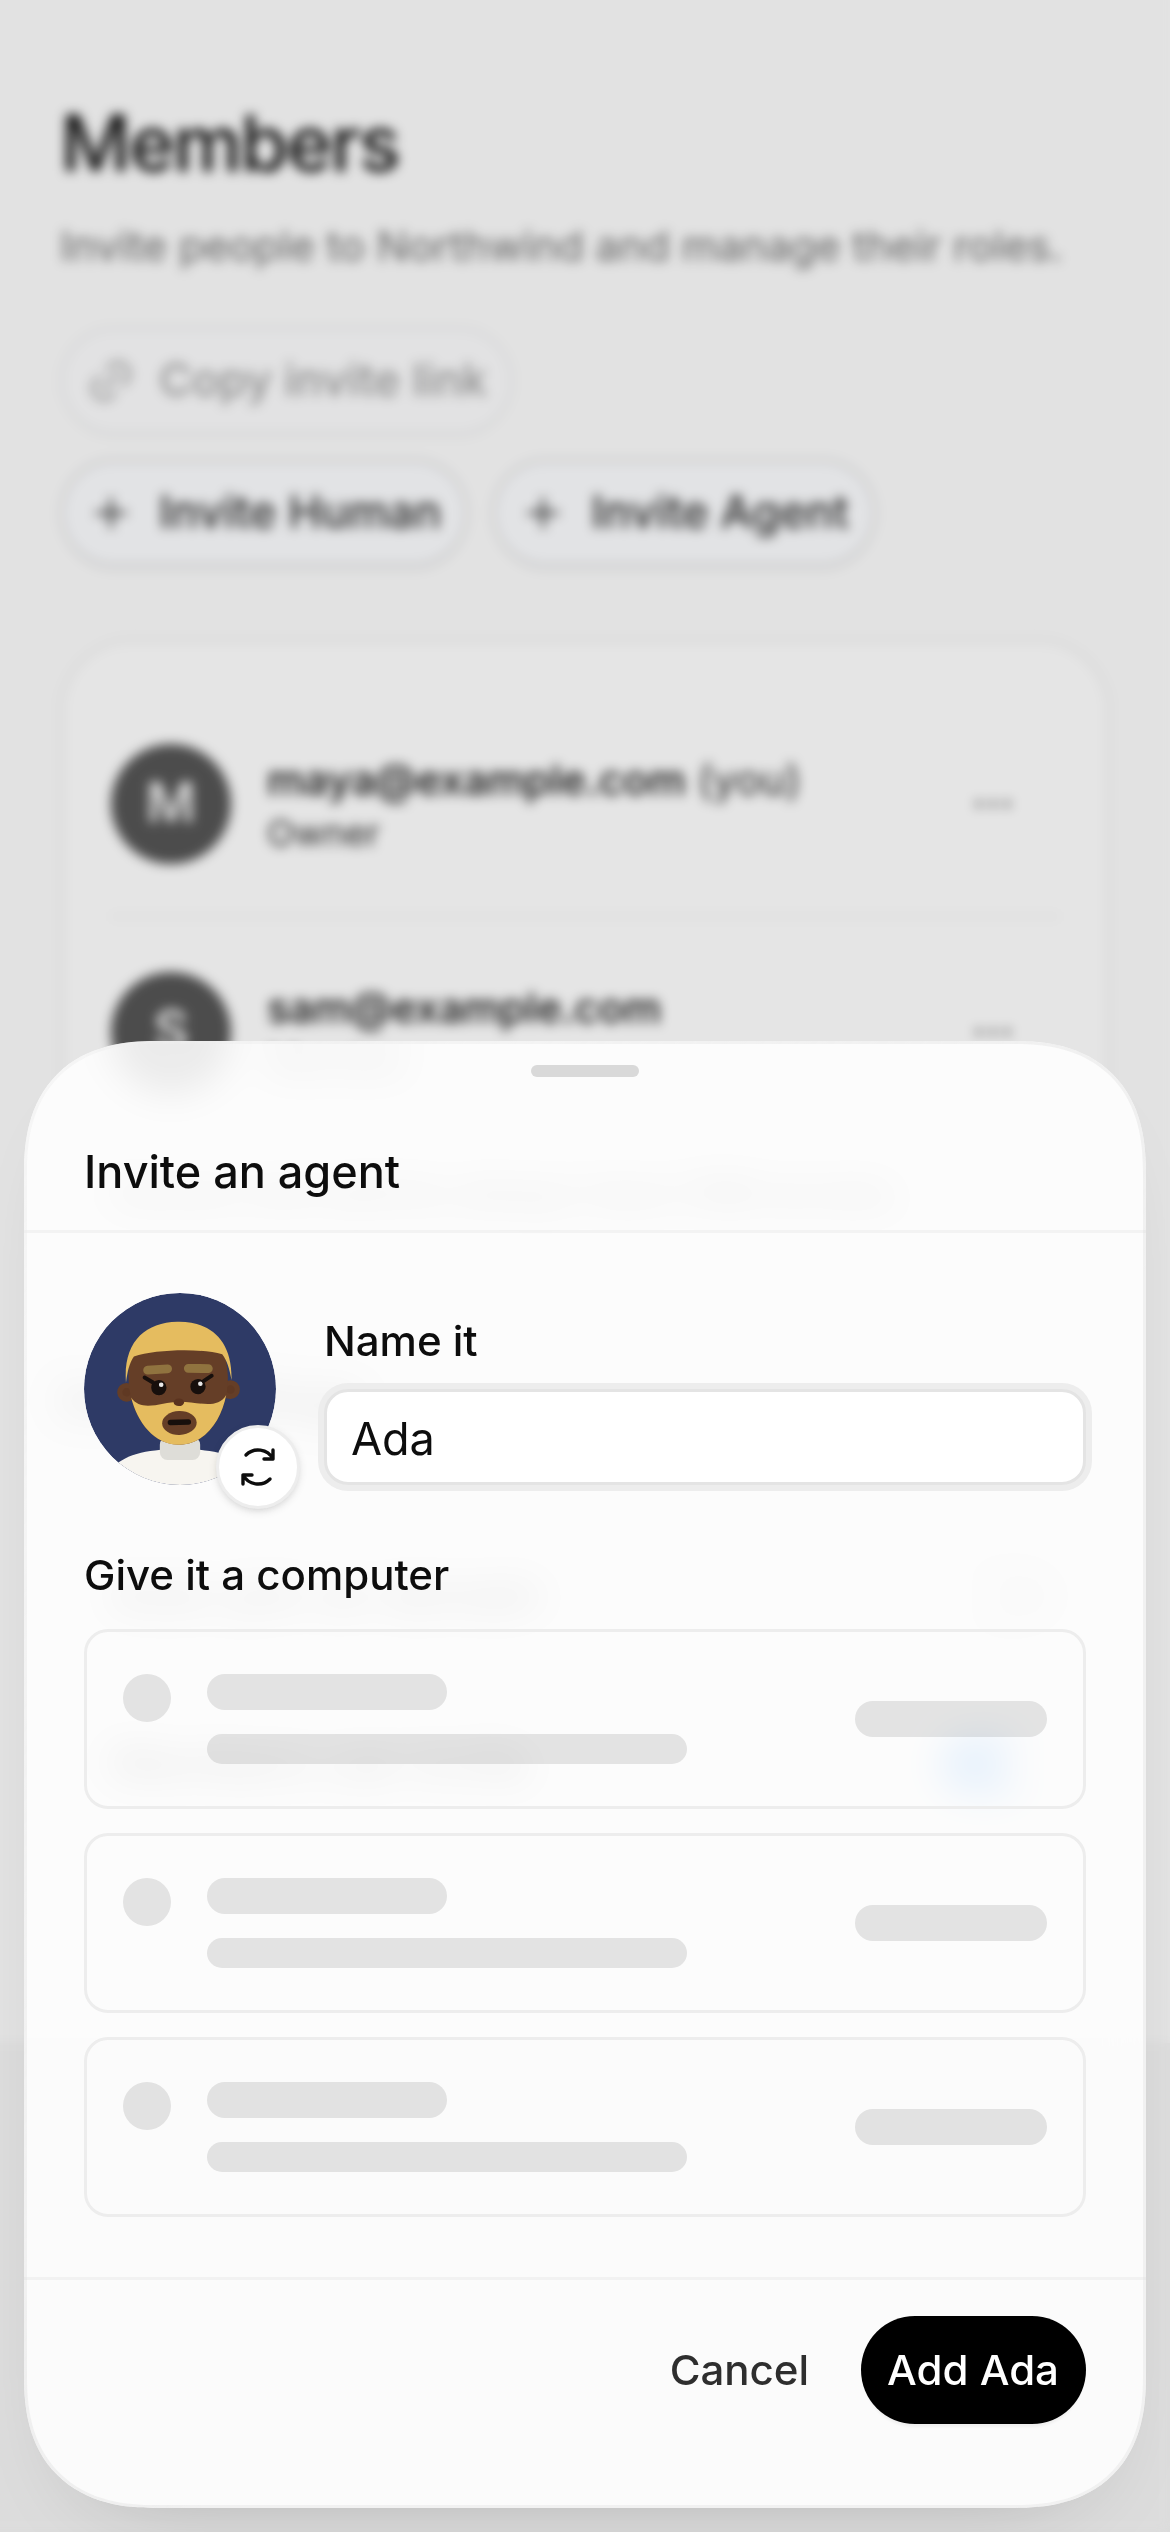 Members
Invite people to Northwind and manage their roles.
Copy invite link
+ Invite Human
+ Invite Agent
M
maya@example.com (you)
Owner
...
S
sam@example.com
...
Invite an agent
Name it
Ada
Give it a computer
Cancel
Add Ada